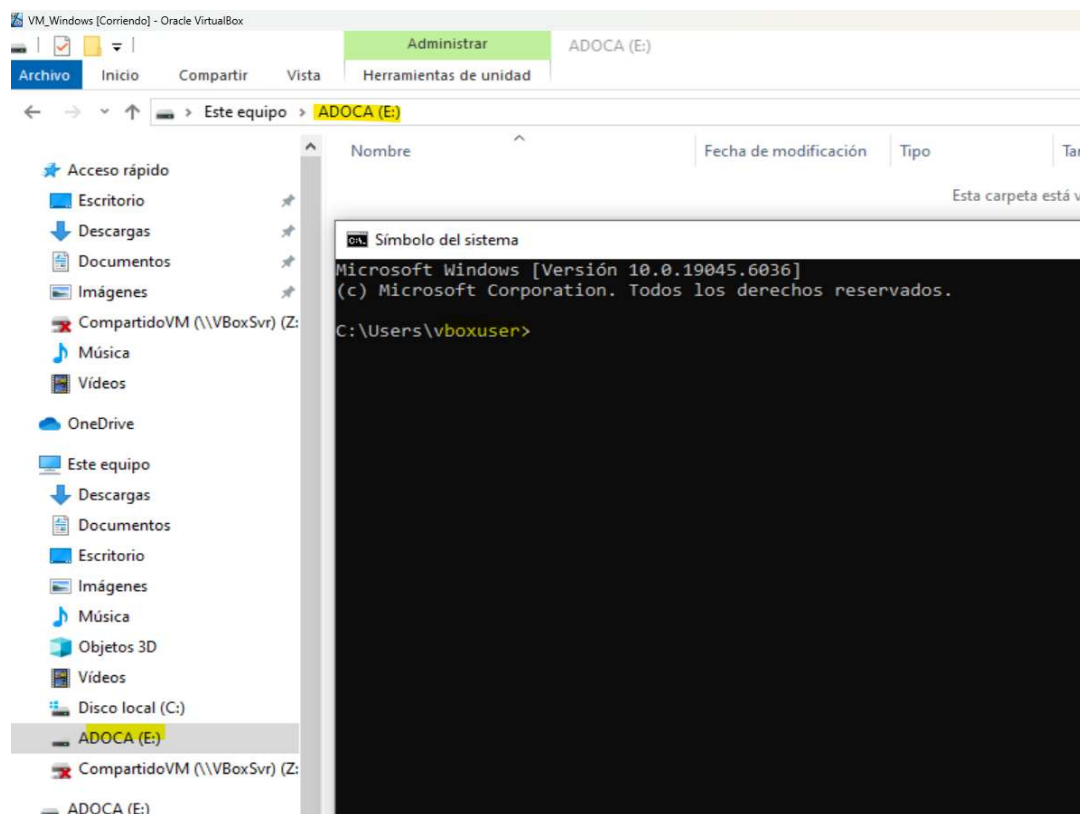 VM_Windows [Corriendo] - Oracle VirtualBox
Administrar ADOCA (E:)
Archivo Inicio Compartir Vista Herramientas de unidad
Este equipo > ADOCA (E:)
Nombre Fecha de modificación Tipo
Esta carpeta está
Acceso rápido
Escritorio
Descargas
Documentos
Imágenes
CompartidoVM (\\VBoxSvr) (Z:
Música
Vídeos
OneDrive
Este equipo
Descargas
Documentos
Escritorio
Imágenes
Música
Objetos 3D
Vídeos
Disco local (C:)
ADOCA (E:)
CompartidoVM (\\VBoxSvr) (Z:
ADOCA (E:)
Símbolo del sistema
Microsoft Windows [Versión 10.0.19045.6036]
(c) Microsoft Corporation. Todos los derechos reservados.
C:\Users\vboxuser>